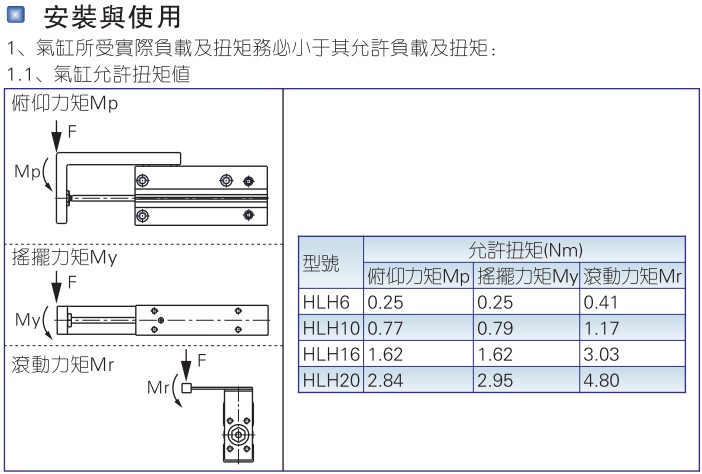 安裝與使用
1、氣缸所受實際負載及扭矩務必小于其允許負載及扭矩:
1.1、氣缸允許扭矩值
俯仰力矩Mp
F
Mp
搖擺力矩My
F
My
滾動力矩Mr
F
Mr
型號 允許扭矩(Nm)
俯仰力矩Mp 搖擺力矩My 滾動力矩Mr
HLH6 0.25 0.25 0.41
HLH10 0.77 0.79 1.17
HLH16 1.62 1.62 3.03
HLH20 2.84 2.95 4.80